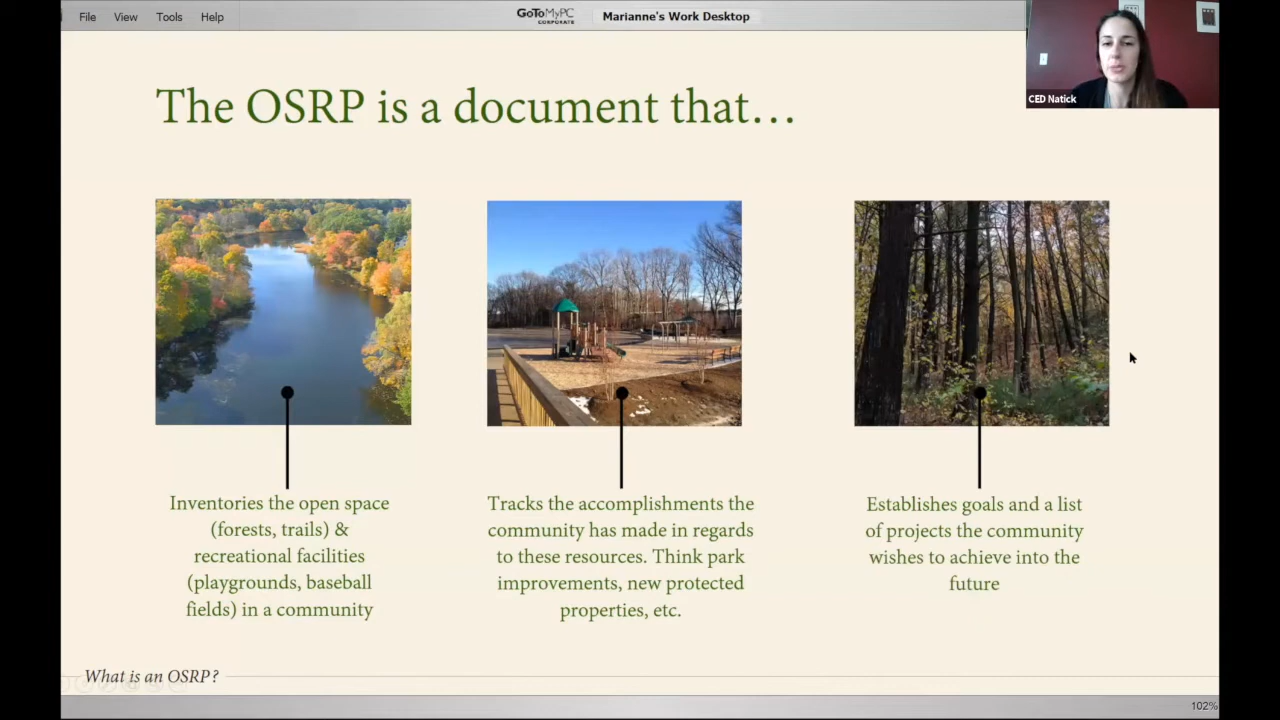 File View Tools Help
GoToMyPC
CORPORATE
Marianne's Work Desktop
CED Natick
The OSRP is a document that…
Inventories the open space
(forests, trails) &
recreational facilities
(playgrounds, baseball
fields) in a community
Tracks the accomplishments the
community has made in regards
to these resources. Think park
improvements, new protected
properties, etc.
Establishes goals and a list
of projects the community
wishes to achieve into the
future
What is an OSRP?
102%